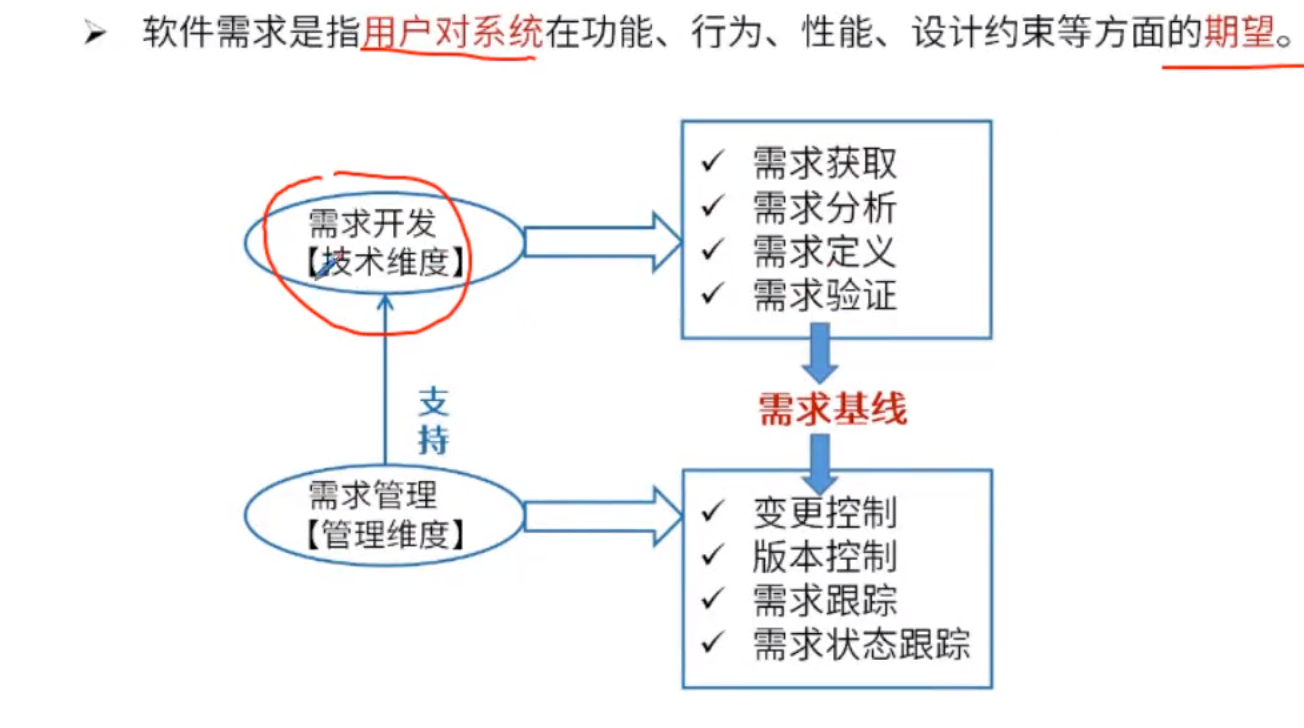 软件需求是指用户对系统在功能、行为、性能、设计约束等方面的期望。
需求开发
【技术维度】
需求获取
需求分析
需求定义
需求验证
支
持
需求基线
需求管理
【管理维度】
变更控制
版本控制
需求跟踪
需求状态跟踪